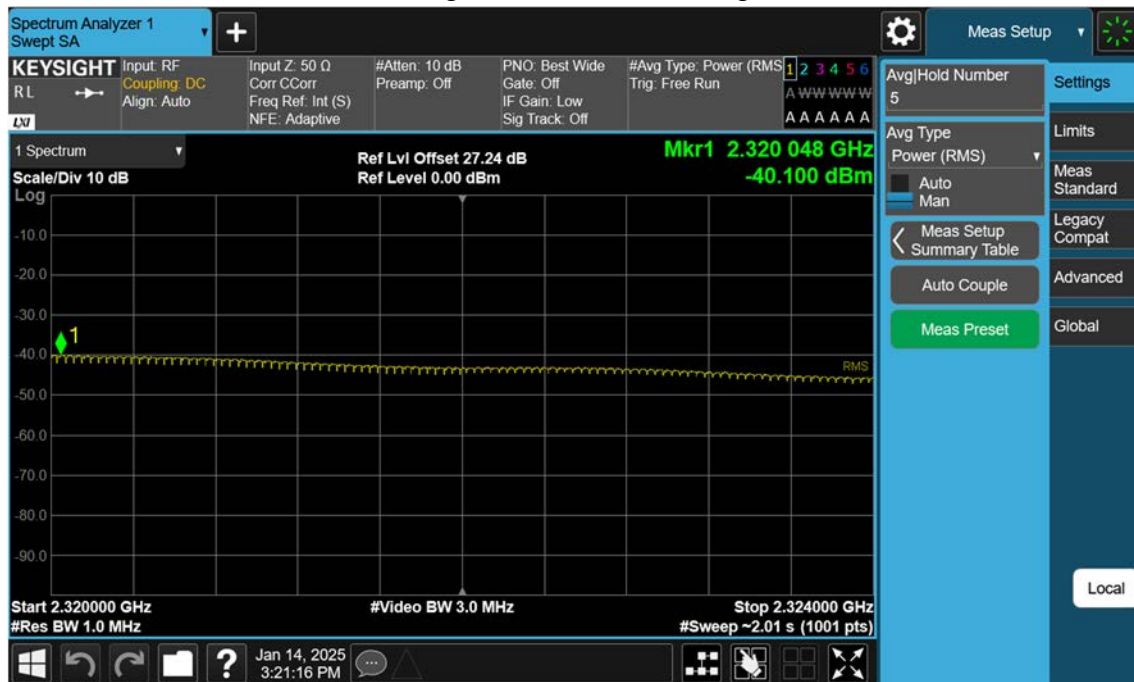 Spectrum Analyzer 1
Swept SA
+
Meas Setup
KEYSIGHT
RL
LXI
Input: RF
Coupling: DC
Align: Auto
Input Z: 50 Ω
Corr CCorr
Freq Ref: Int (S)
NFE: Adaptive
#Atten: 10 dB
Preamp: Off
PNO: Best Wide
Gate: Off
IF Gain: Low
Sig Track: Off
#Avg Type: Power (RMS
Trig: Free Run
1 2 3 4 5 6
A W W W W W
A A A A A A
1 Spectrum
Scale/Div 10 dB
Log
Ref Lvl Offset 27.24 dB
Ref Level 0.00 dBm
Mkr1 2.320 048 GHz
-40.100 dBm
-10.0
-20.0
-30.0
1
-40.0
RMS
-50.0
-60.0
-70.0
-80.0
-90.0
Start 2.320000 GHz
#Res BW 1.0 MHz
#Video BW 3.0 MHz
Stop 2.324000 GHz
#Sweep ~2.01 s (1001 pts)
Avg|Hold Number
5
Avg Type
Power (RMS)
Auto
Man
Meas Setup
Summary Table
Auto Couple
Meas Preset
Settings
Limits
Meas
Standard
Legacy
Compat
Advanced
Global
Local
?
Jan 14, 2025
3:21:16 PM